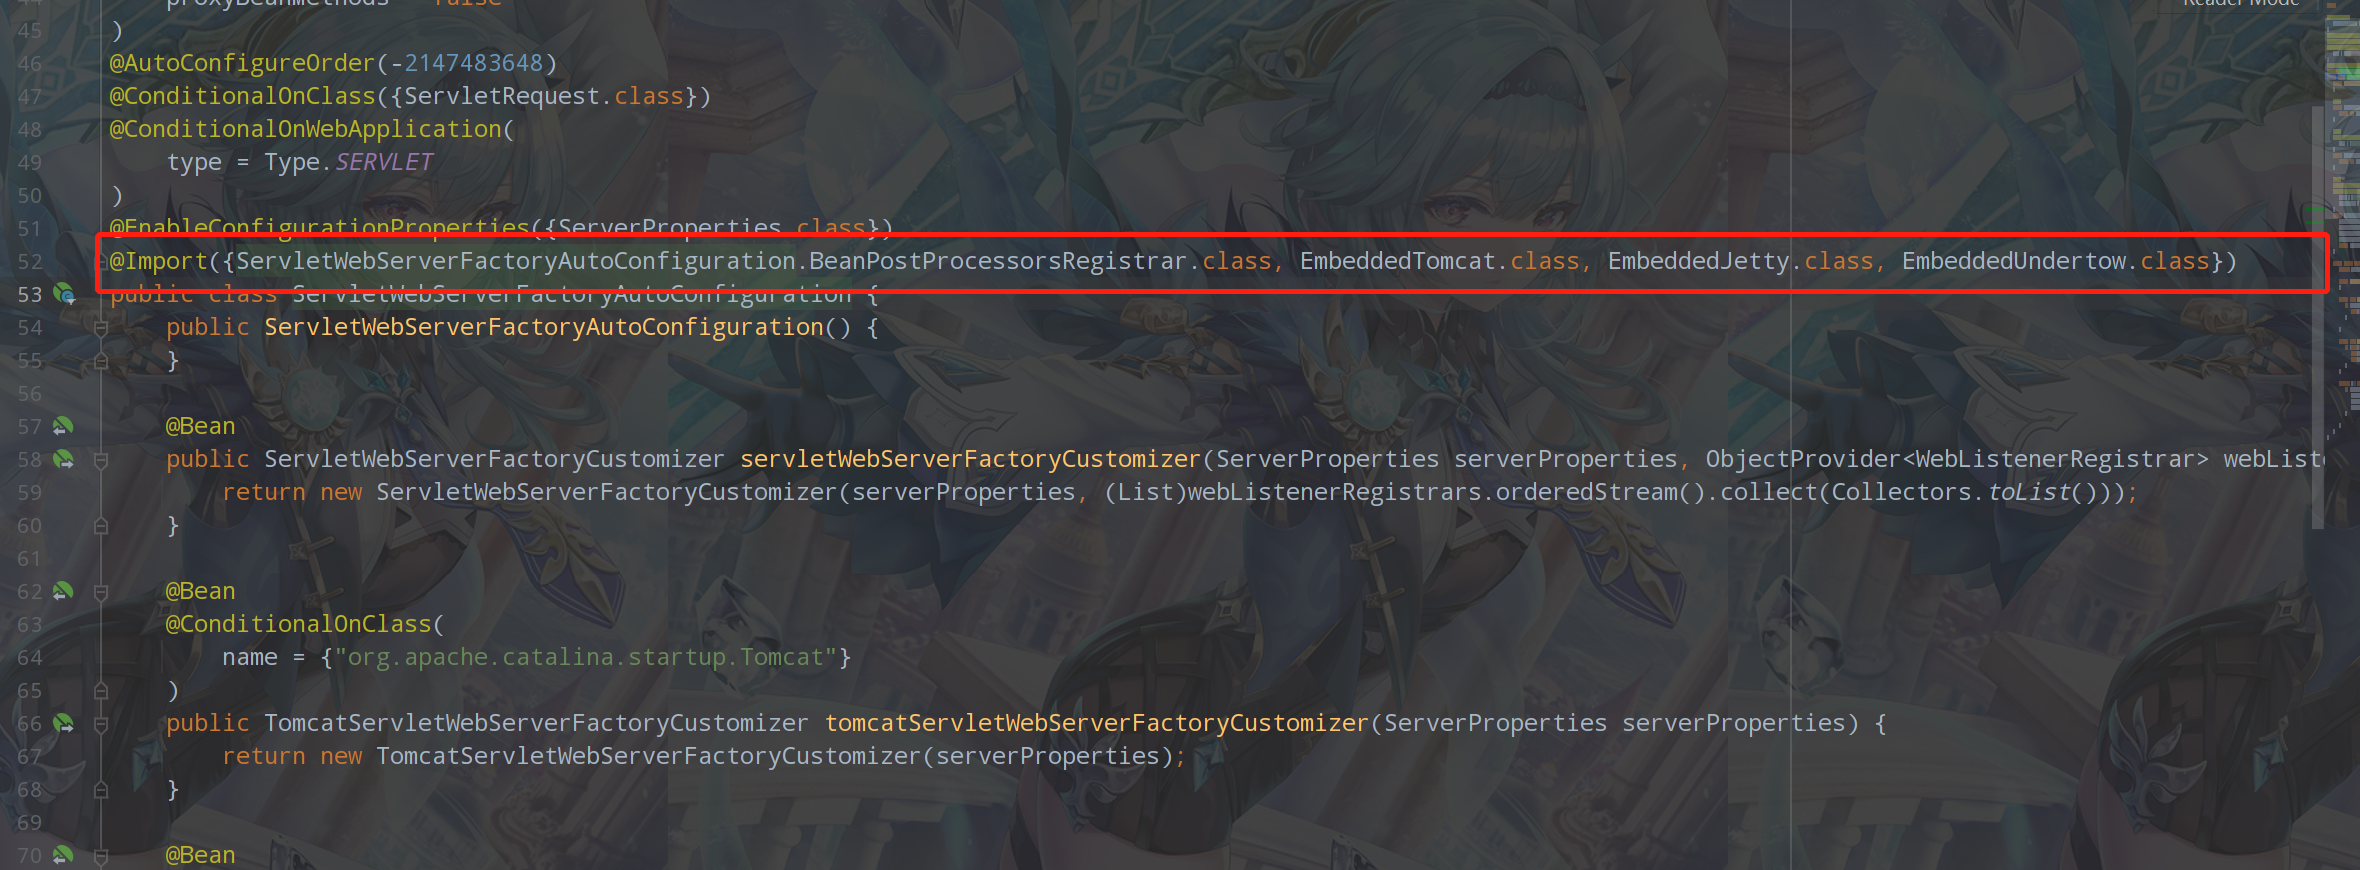 44 proxyBeanMethods = false
Reader Mode
45 )
46 @AutoConfigureOrder(-2147483648)
47 @ConditionalOnClass({ServletRequest.class})
48 @ConditionalOnWebApplication(
49 type = Type.SERVLET
50 )
51 @EnableConfigurationProperties({ServerProperties.class})
52 @Import({ServletWebServerFactoryAutoConfiguration.BeanPostProcessorsRegistrar.class, EmbeddedTomcat.class, EmbeddedJetty.class, EmbeddedUndertow.class})
53 public class ServletWebServerFactoryAutoConfiguration {
54 public ServletWebServerFactoryAutoConfiguration() {
55 }
56
57 @Bean
58 public ServletWebServerFactoryCustomizer servletWebServerFactoryCustomizer(ServerProperties serverProperties, ObjectProvider<WebListenerRegistrar> webListe
59 return new ServletWebServerFactoryCustomizer(serverProperties, (List)webListenerRegistrars.orderedStream().collect(Collectors.toList()));
60 }
61
62 @Bean
63 @ConditionalOnClass(
64 name = {"org.apache.catalina.startup.Tomcat"}
65 )
66 public TomcatServletWebServerFactoryCustomizer tomcatServletWebServerFactoryCustomizer(ServerProperties serverProperties) {
67 return new TomcatServletWebServerFactoryCustomizer(serverProperties);
68 }
69
70 @Bean